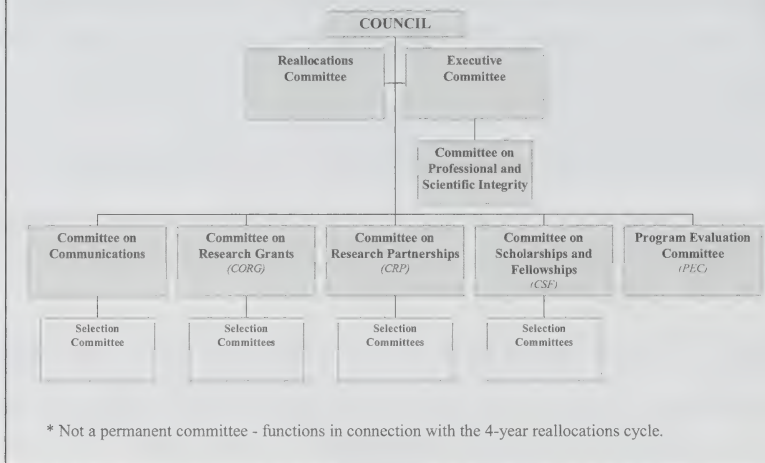 COUNCIL
Reallocations
Committee
Executive
Committee
Committee on
Professional and
Scientific Integrity
Committee on
Communications
Committee on
Research Grants
(CORG)
Committee on
Research Partnerships
(CRP)
Committee on
Scholarships and
Fellowships
(CSF)
Program Evaluation
Committee
(PEC)
Selection
Committee
Selection
Committees
Selection
Committees
Selection
Committees
* Not a permanent committee - functions in connection with the 4-year reallocations cycle.